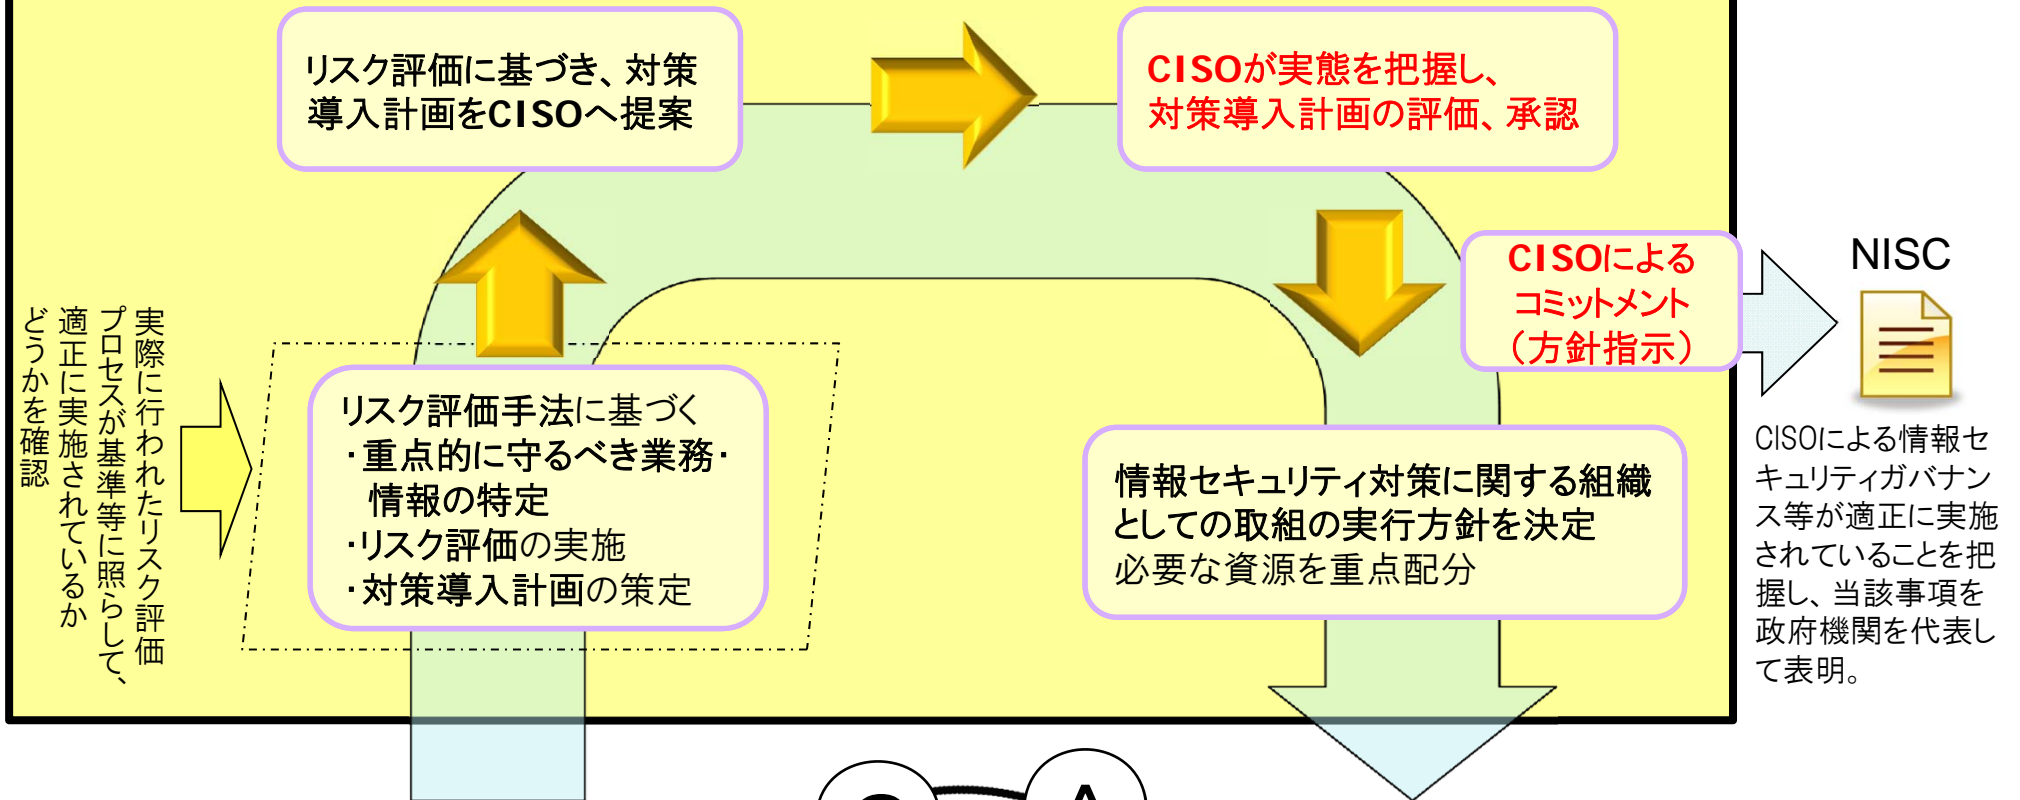 リスク評価に基づき、対策
導入計画をCISOへ提案
CISOが実態を把握し、
対策導入計画の評価、承認
CISOによる
コミットメント
（方針指示）
NISC
実際に行われたリスク評価
プロセスが基準等に照らして、
適正に実施されているか
どうかを確認
リスク評価手法に基づく
・重点的に守るべき業務・
情報の特定
・リスク評価の実施
・対策導入計画の策定
情報セキュリティ対策に関する組織
としての取組の実行方針を決定
必要な資源を重点配分
CISOによる情報セ
キュリティガバナン
ス等が適正に実施
されていることを把
握し、当該事項を
政府機関を代表し
て表明。